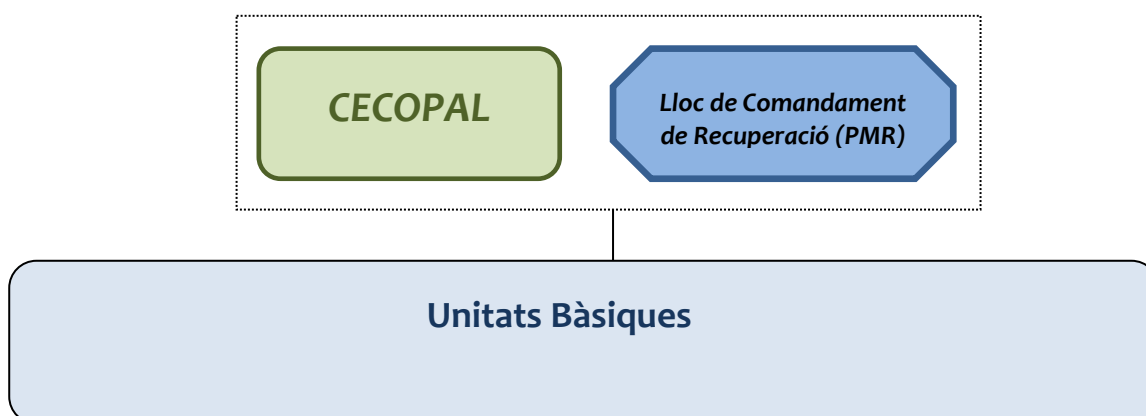 CECOPAL
Lloc de Comandament
de Recuperació (PMR)
Unitats Bàsiques